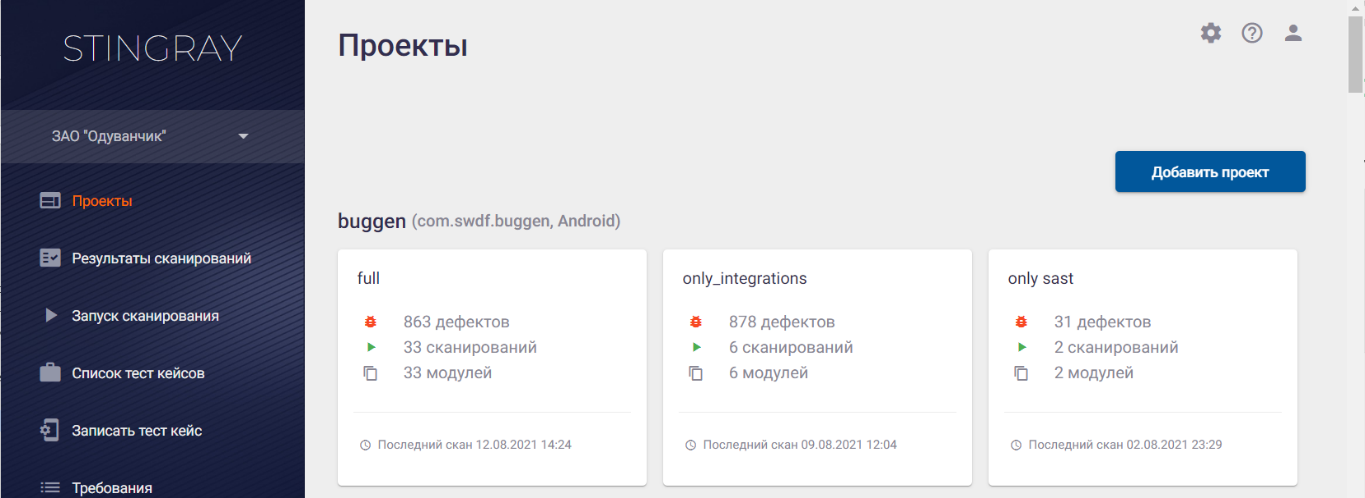 STINGRAY
ЗАО "Одуванчик"
Проекты
Результаты сканирований
Запуск сканирования
Список тест кейсов
Записать тест кейс
Требования
Проекты
Добавить проект
buggen (com.swdf.buggen, Android)
full
863 дефектов
33 сканирований
33 модулей
Последний скан 12.08.2021 14:24
only_integrations
878 дефектов
6 сканирований
6 модулей
Последний скан 09.08.2021 12:04
only sast
31 дефектов
2 сканирований
2 модулей
Последний скан 02.08.2021 23:29